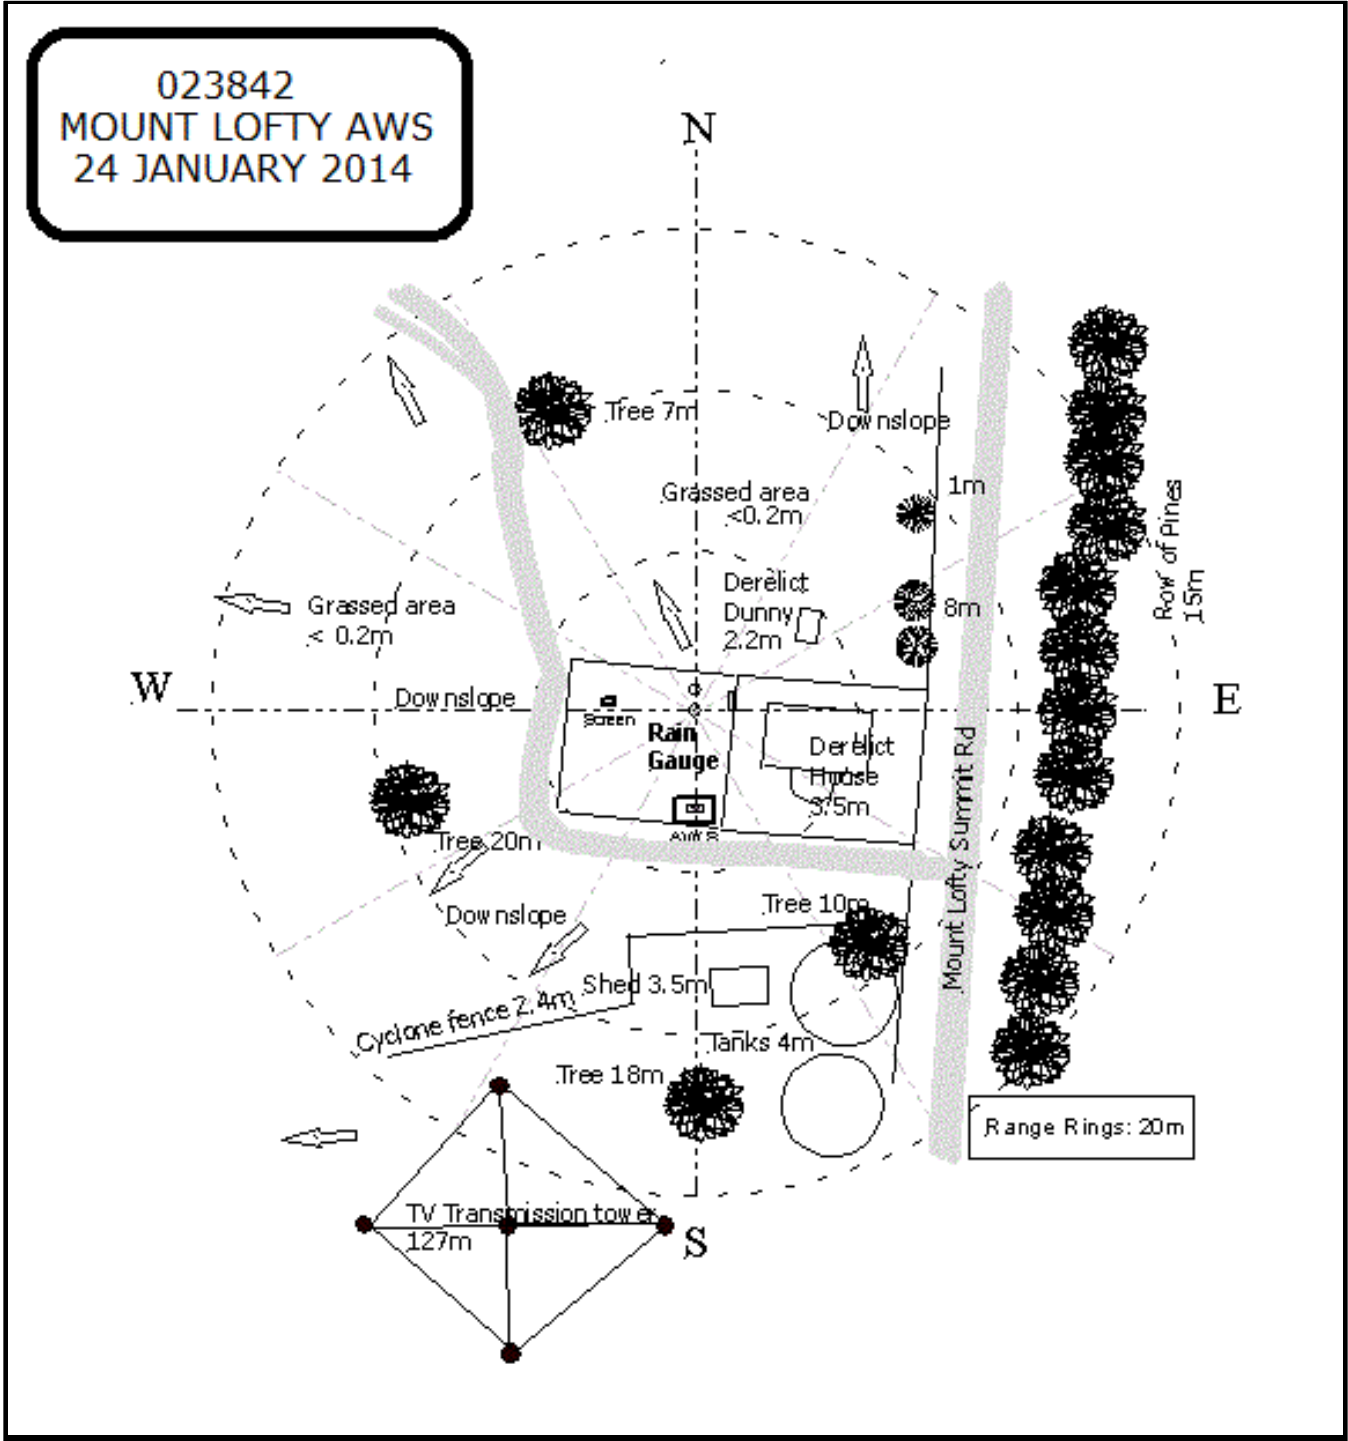 023842
MOUNT LOFTY AWS
24 JANUARY 2014
N
Tree 7m
Downslope
Grassed area
<0.2m
1m
Row of Pines
15m
Derelict
Dunny
2.2m
8m
Grassed area
< 0.2m
W
E
Downslope
Screen
Rain
Gauge
Derelict
House
3.5m
Mount Lofty Summit Rd
AWS
Tree 20m
Tree 10m
Downslope
Shed 3.5m
Cyclone fence 2.4m
Tanks 4m
Tree 18m
Range Rings: 20m
TV Transmission tower
127m
S